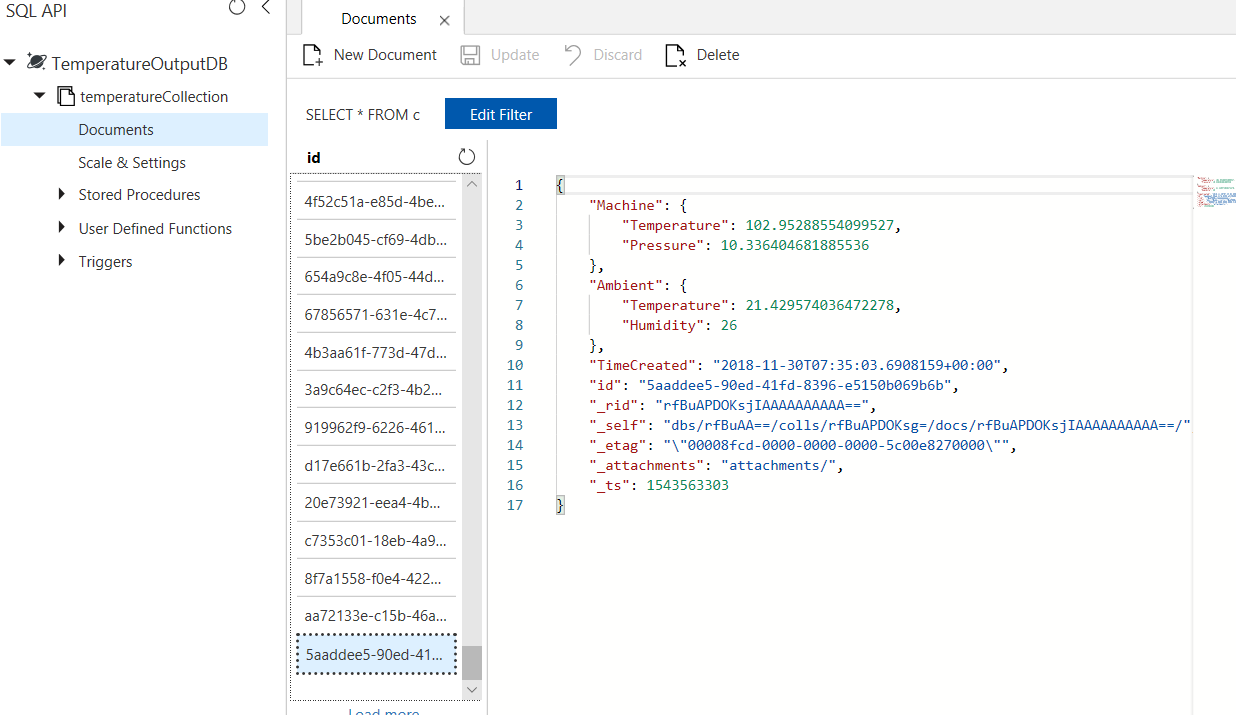 SQL API
TemperatureOutputDB
temperatureCollection
Documents
Scale & Settings
Stored Procedures
User Defined Functions
Triggers
Documents
New Document Update Discard Delete
SELECT * FROM c Edit Filter
id
4f52c51a-e85d-4be...
5be2b045-cf69-4db...
654a9c8e-4f05-44d...
67856571-631e-4c7...
4b3aa61f-773d-47d...
3a9c64ec-c2f3-4b2...
919962f9-6226-461...
d17e661b-2fa3-43c...
20e73921-eea4-4b...
c7353c01-18eb-4a9...
8f7a1558-f0e4-422...
aa72133e-c15b-46a...
5aaddee5-90ed-41...
Load more
1 {
2 "Machine": {
3 "Temperature": 102.95288554099527,
4 "Pressure": 10.336404681885536
5 },
6 "Ambient": {
7 "Temperature": 21.429574036472278,
8 "Humidity": 26
9 },
10 "TimeCreated": "2018-11-30T07:35:03.6908159+00:00",
11 "id": "5aaddee5-90ed-41fd-8396-e5150b069b6b",
12 "_rid": "rfBuAPDOKsjIAAAAAAAAAA==",
13 "_self": "dbs/rfBuAA==/colls/rfBuAPDOKsg=/docs/rfBuAPDOKsjIAAAAAAAAAA==/"
14 "_etag": "\"00008fcd-0000-0000-0000-5c00e8270000\"",
15 "_attachments": "attachments/",
16 "_ts": 1543563303
17 }